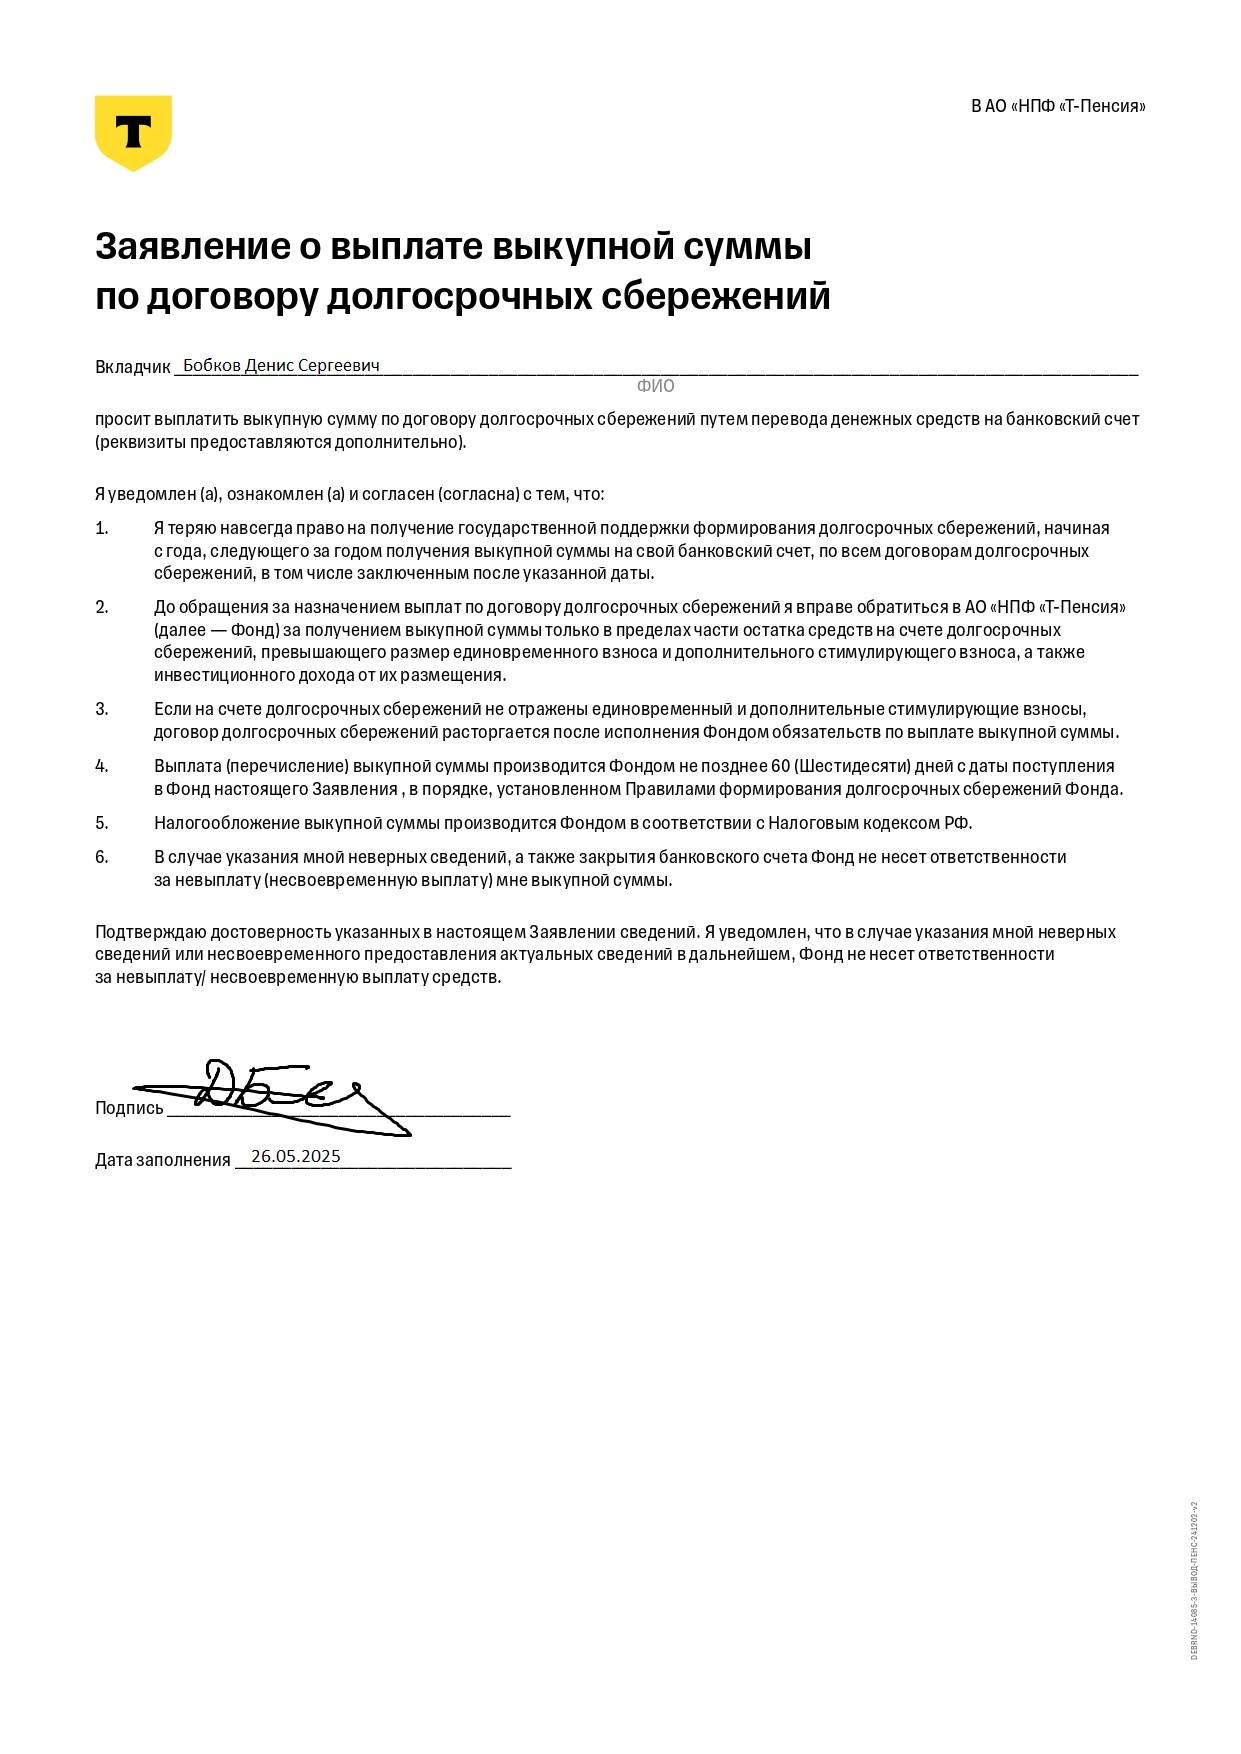 Т
В АО «НПФ «Т-Пенсия»
Заявление о выплате выкупной суммы
по договору долгосрочных сбережений
Вкладчик Бобков Денис Сергеевич
ФИО
просит выплатить выкупную сумму по договору долгосрочных сбережений путем перевода денежных средств на банковский счет
(реквизиты предоставляются дополнительно).
Я уведомлен (а), ознакомлен (а) и согласен (согласна) с тем, что:
1. Я теряю навсегда право на получение государственной поддержки формирования долгосрочных сбережений, начиная
с года, следующего за годом получения выкупной суммы на свой банковский счет, по всем договорам долгосрочных
сбережений, в том числе заключенным после указанной даты.
2. До обращения за назначением выплат по договору долгосрочных сбережений я вправе обратиться в АО «НПФ «Т-Пенсия»
(далее — Фонд) за получением выкупной суммы только в пределах части остатка средств на счете долгосрочных
сбережений, превышающего размер единовременного взноса и дополнительного стимулирующего взноса, а также
инвестиционного дохода от их размещения.
3. Если на счете долгосрочных сбережений не отражены единовременный и дополнительные стимулирующие взносы,
договор долгосрочных сбережений расторгается после исполнения Фондом обязательств по выплате выкупной суммы.
4. Выплата (перечисление) выкупной суммы производится Фондом не позднее 60 (Шестидесяти) дней с даты поступления
в Фонд настоящего Заявления , в порядке, установленном Правилами формирования долгосрочных сбережений Фонда.
5. Налогообложение выкупной суммы производится Фондом в соответствии с Налоговым кодексом РФ.
6. В случае указания мной неверных сведений, а также закрытия банковского счета Фонд не несет ответственности
за невыплату (несвоевременную выплату) мне выкупной суммы.
Подтверждаю достоверность указанных в настоящем Заявлении сведений. Я уведомлен, что в случае указания мной неверных
сведений или несвоевременного предоставления актуальных сведений в дальнейшем, Фонд не несет ответственности
за невыплату/ несвоевременную выплату средств.
Подпись
Дата заполнения 26.05.2025
DEBRND-14085-3-ВЫВОД-ПЕНС-241202-v2